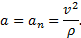 a = aₙ = v²/ρ.